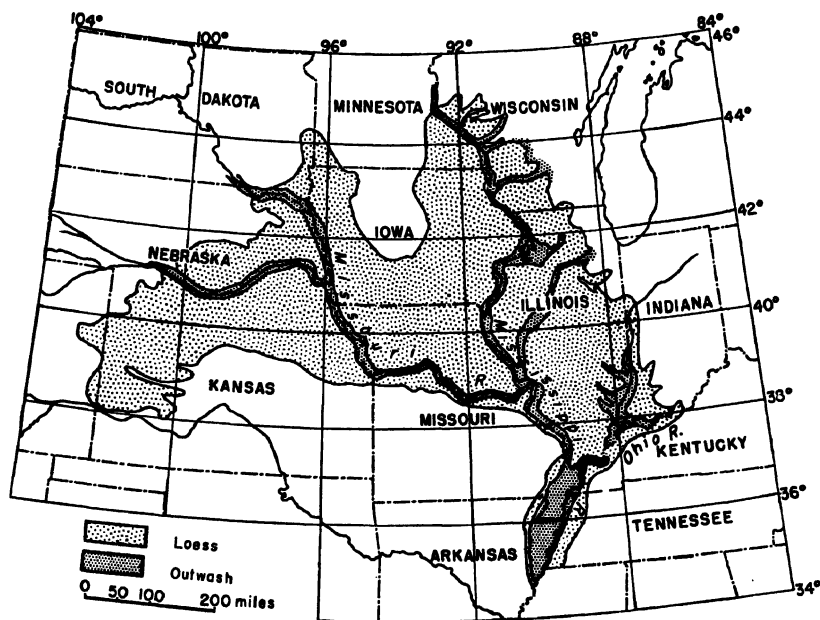 104°
100°
96°
92°
88°
84°
46°
SOUTH DAKOTA
MINNESOTA
WISCONSIN
44°
IOWA
42°
NEBRASKA
Missouri R.
ILLINOIS
INDIANA
40°
KANSAS
MISSOURI
38°
Ohio R.
KENTUCKY
36°
TENNESSEE
ARKANSAS
34°
Loess
Outwash
0 50 100 200 miles